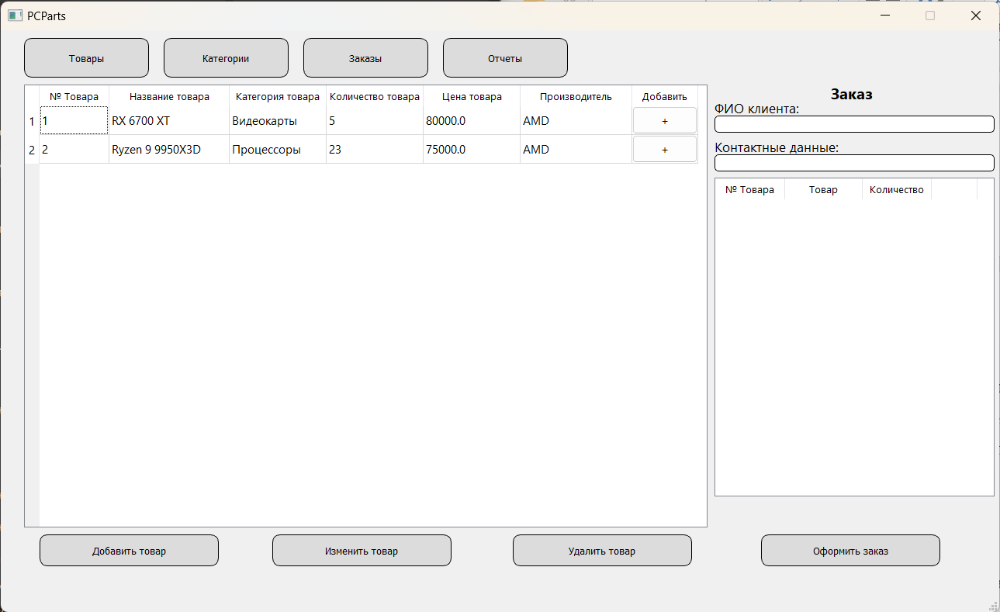 PCParts
Товары Категории Заказы Отчеты
№ Товара Название товара Категория товара Количество товара Цена товара Производитель Добавить
1 1 RX 6700 XT Видеокарты 5 80000.0 AMD +
2 2 Ryzen 9 9950X3D Процессоры 23 75000.0 AMD +
Заказ
ФИО клиента:
Контактные данные:
№ Товара Товар Количество
Добавить товар Изменить товар Удалить товар Оформить заказ